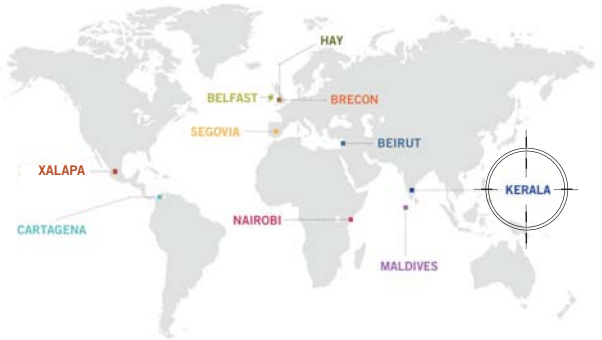 HAY
BELFAST
BRECON
SEGOVIA
BEIRUT
XALAPA
KERALA
NAIROBI
CARTAGENA
MALDIVES